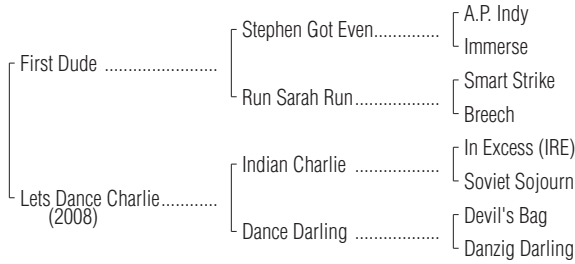 A.P. Indy
Stephen Got Even..............
Immerse
First Dude ........................
Smart Strike
Run Sarah Run..................
Breech
In Excess (IRE)
Indian Charlie ..................
Soviet Sojourn
Lets Dance Charlie............
(2008)
Devil's Bag
Dance Darling ..................
Danzig Darling